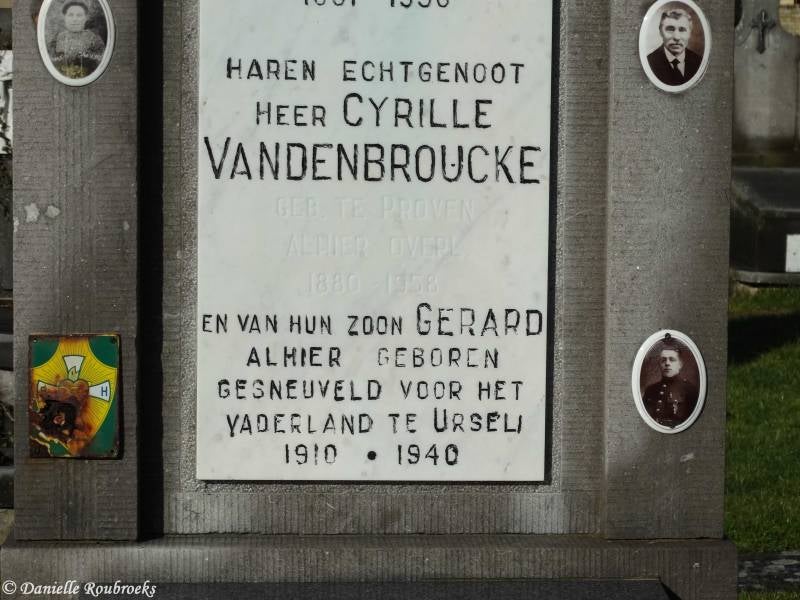 HAREN ECHTGENOOT
HEER CYRILLE
VANDENBROUCKE
GEB. TE PROVEN
ALHIER OVERL.
1880 - 1958
EN VAN HUN ZOON GERARD
ALHIER GEBOREN
GESNEUVELD VOOR HET
VADERLAND TE URSELI
1910 • 1940
H
© Danielle Roubroeks